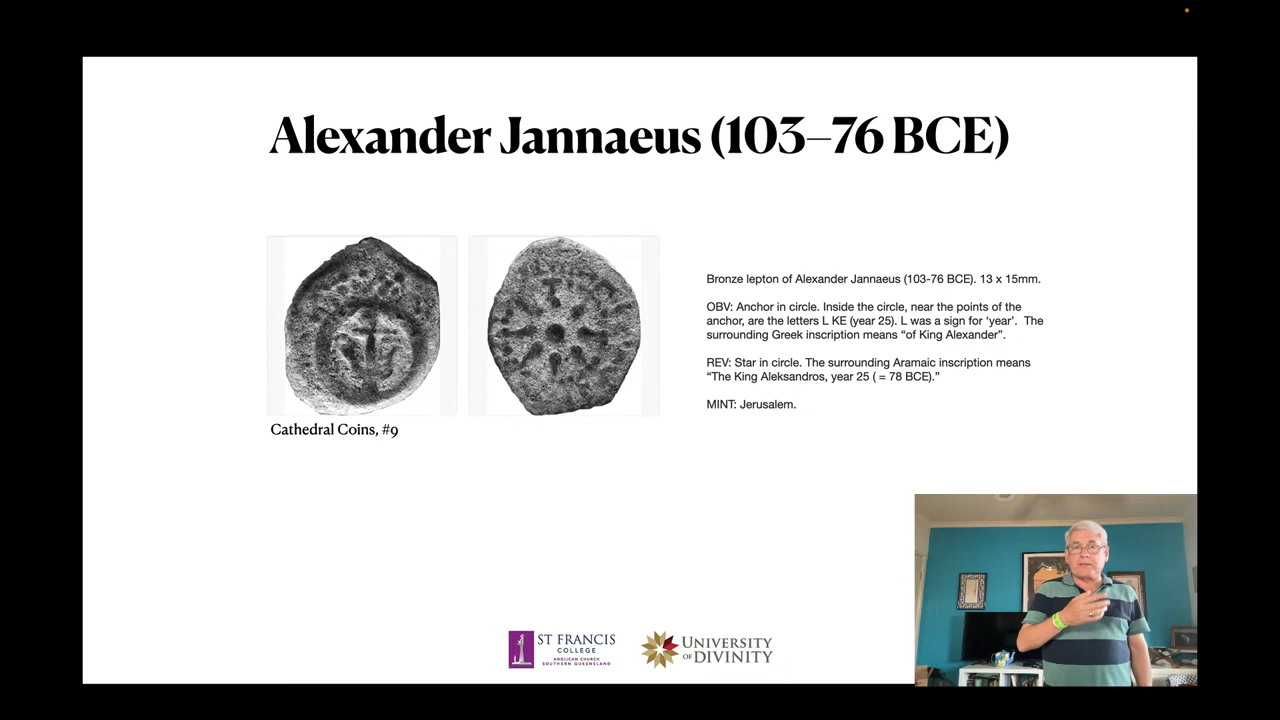 Alexander Jannaeus (103–76 BCE)
Bronze lepton of Alexander Jannaeus (103-76 BCE). 13 x 15mm.
OBV: Anchor in circle. Inside the circle, near the points of the
anchor, are the letters L KE (year 25). L was a sign for ‘year’.  The
surrounding Greek inscription means “of King Alexander”.
REV: Star in circle. The surrounding Aramaic inscription means
“The King Aleksandros, year 25 ( = 78 BCE).”
MINT: Jerusalem.
Cathedral Coins, #9
ST FRANCIS
COLLEGE
ANGLICAN CHURCH
SOUTHERN QUEENSLAND
UNIVERSITY
OF DIVINITY